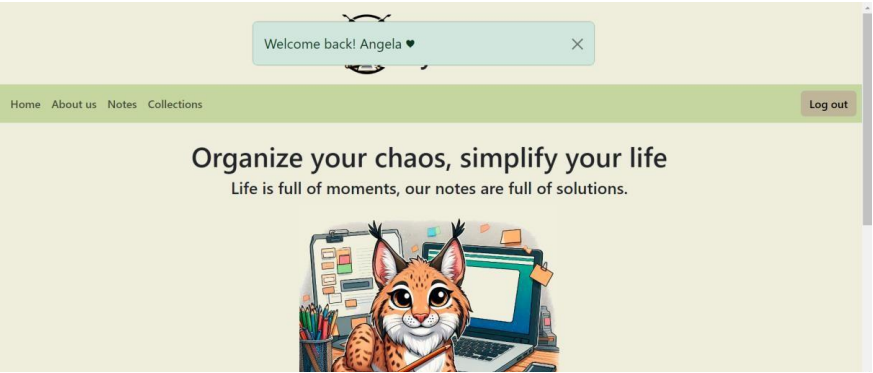 Welcome back! Angela ♥
Home About us Notes Collections
Log out
Organize your chaos, simplify your life
Life is full of moments, our notes are full of solutions.